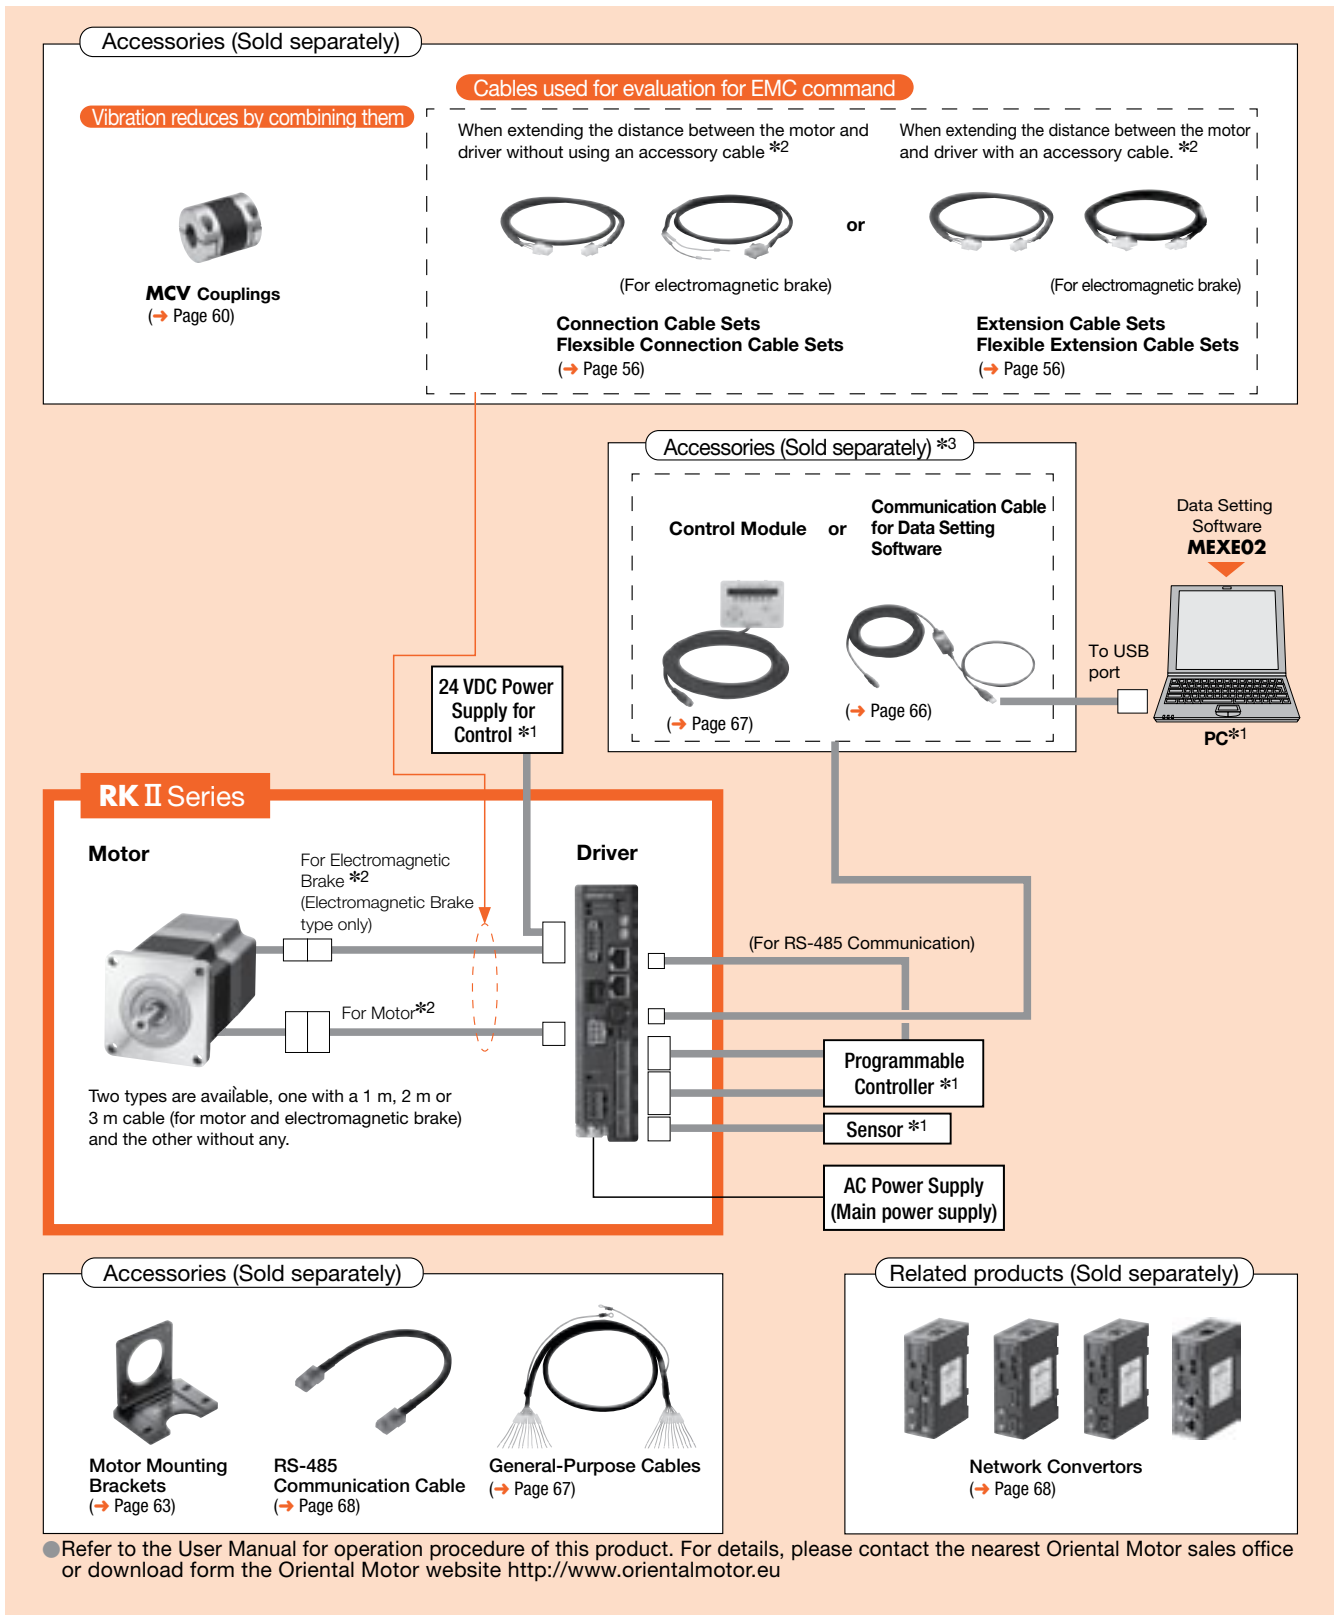 Accessories (Sold separately)
Cables used for evaluation for EMC command
Vibration reduces by combining them
When extending the distance between the motor and
driver without using an accessory cable *2
When extending the distance between the motor
and driver with an accessory cable. *2
or
(For electromagnetic brake)
(For electromagnetic brake)
MCV Couplings
(➜ Page 60)
Connection Cable Sets
Flexsible Connection Cable Sets
(➜ Page 56)
Extension Cable Sets
Flexible Extension Cable Sets
(➜ Page 56)
Accessories (Sold separately) *3
Control Module
or
Communication Cable
for Data Setting
Software
(➜ Page 67)
(➜ Page 66)
Data Setting
Software
MEXE02
To USB
port
PC*1
24 VDC Power
Supply for
Control *1
RK II Series
Motor
For Electromagnetic
Brake *2
(Electromagnetic Brake
type only)
Driver
For Motor*2
(For RS-485 Communication)
Two types are available, one with a 1 m, 2 m or
3 m cable (for motor and electromagnetic brake)
and the other without any.
Programmable
Controller *1
Sensor *1
AC Power Supply
(Main power supply)
Accessories (Sold separately)
Motor Mounting
Brackets
(➜ Page 63)
RS-485
Communication Cable
(➜ Page 68)
General-Purpose Cables
(➜ Page 67)
Related products (Sold separately)
Network Convertors
(➜ Page 68)
●Refer to the User Manual for operation procedure of this product. For details, please contact the nearest Oriental Motor sales office
or download form the Oriental Motor website http://www.orientalmotor.eu